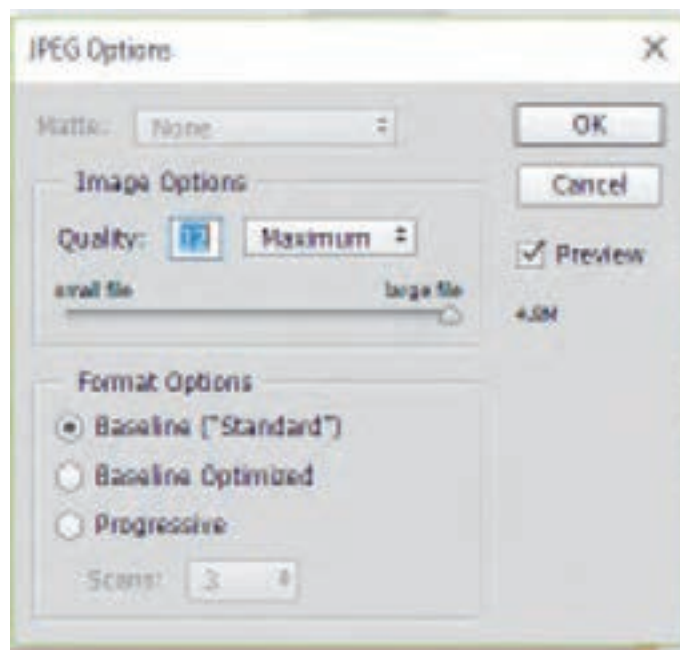 JPEG Options
Matte: None
OK
Image Options
Cancel
Quality: 12 Maximum
Preview
small file large file
Format Options
Baseline ("Standard")
Baseline Optimized
Progressive
Scans: 3